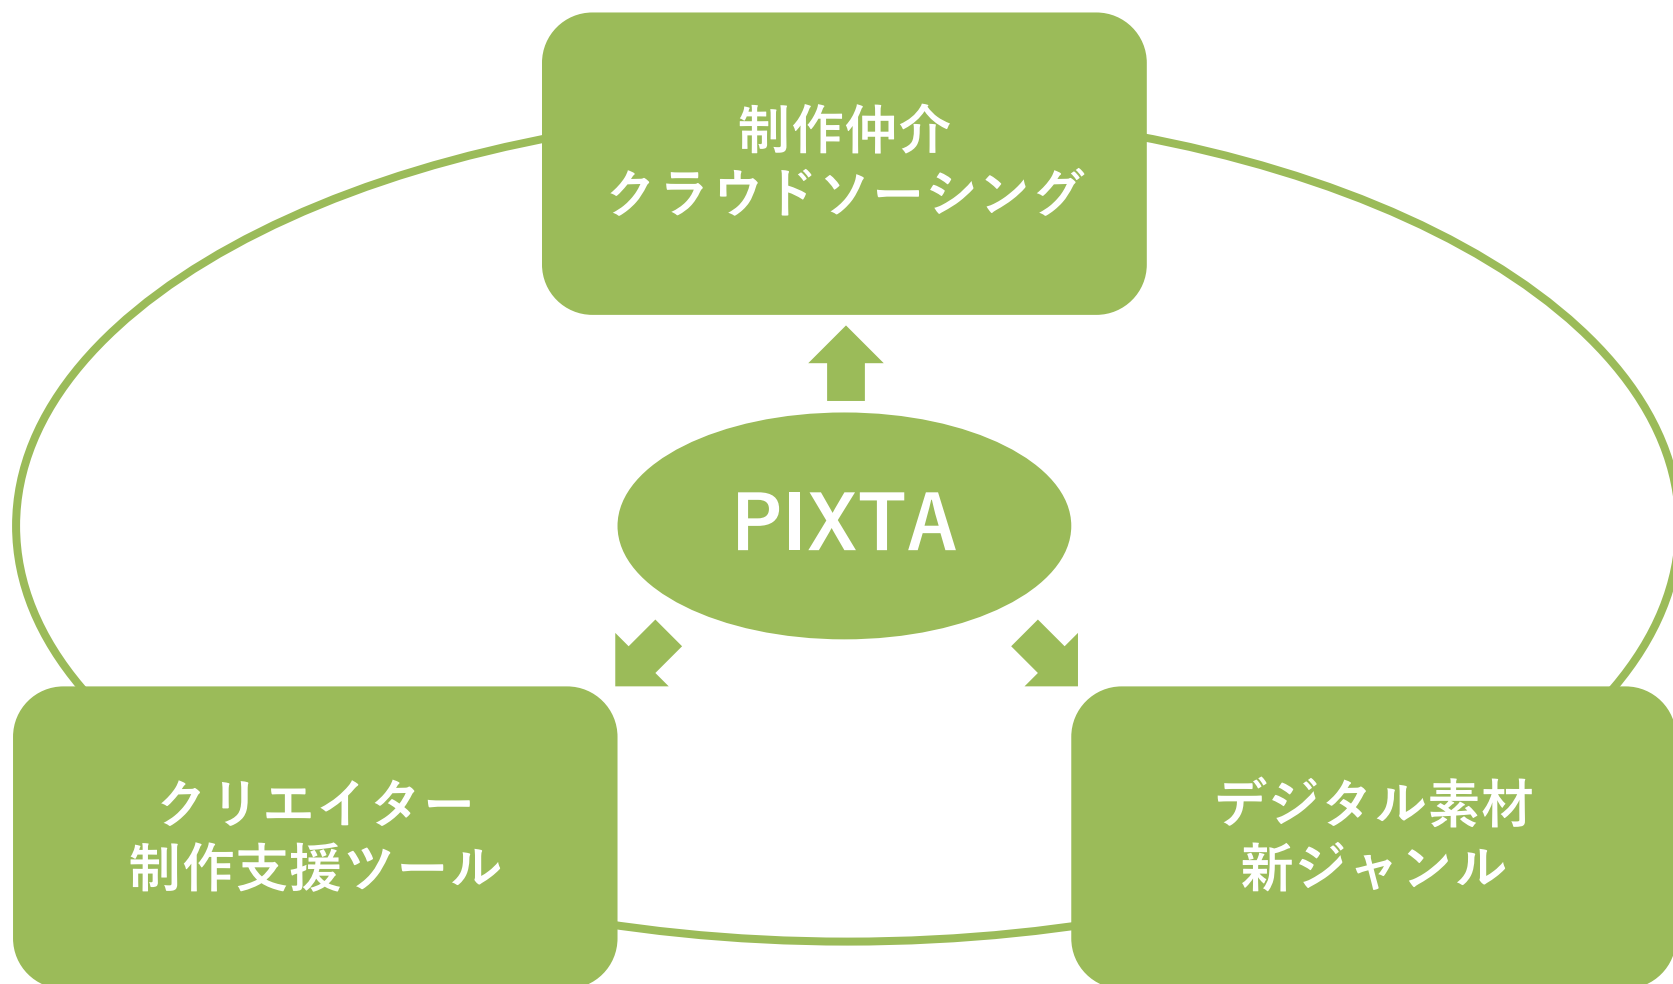 制作仲介
クラウドソーシング
PIXTA
クリエイター
制作支援ツール
デジタル素材
新ジャンル